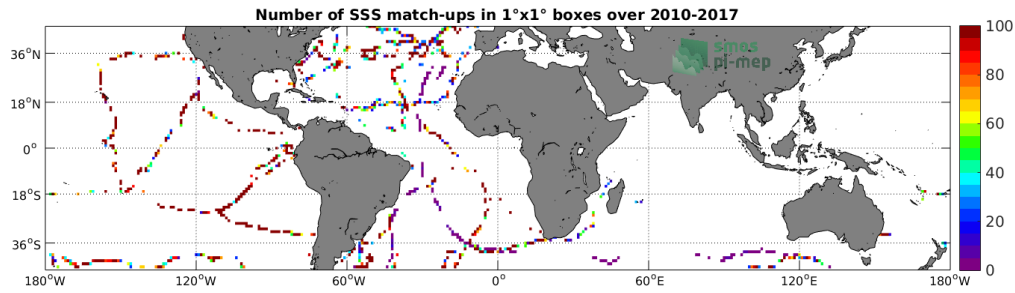 Number of SSS match-ups in 1°x1° boxes over 2010-2017
smos
pi-mep
36°N
18°N
0°
18°S
36°S
180°W 120°W 60°W 0° 60°E 120°E 180°W
100
80
60
40
20
0